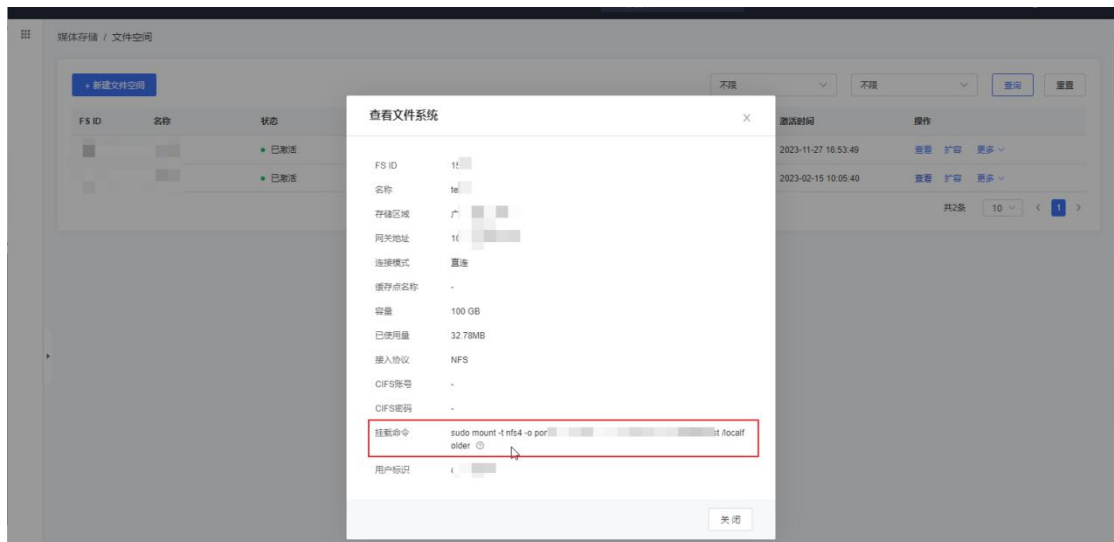 媒体存储 / 文件空间
+ 新建文件空间
不限
不限
查询
重置
FS ID 名称 状态 激活时间 操作
已激活 2023-11-27 16:53:49 查看 扩容 更多
已激活 2023-02-15 10:05:40 查看 扩容 更多
共2条 10 < 1 >
查看文件系统
FS ID
名称 te
存储区域 广
网关地址
连接模式 直连
缓存点名称 -
容量 100 GB
已使用量 32.78MB
接入协议 NFS
CIFS账号 -
CIFS密码 -
挂载命令 sudo mount -t nfs4 -o por st /localf
older
用户标识
关闭